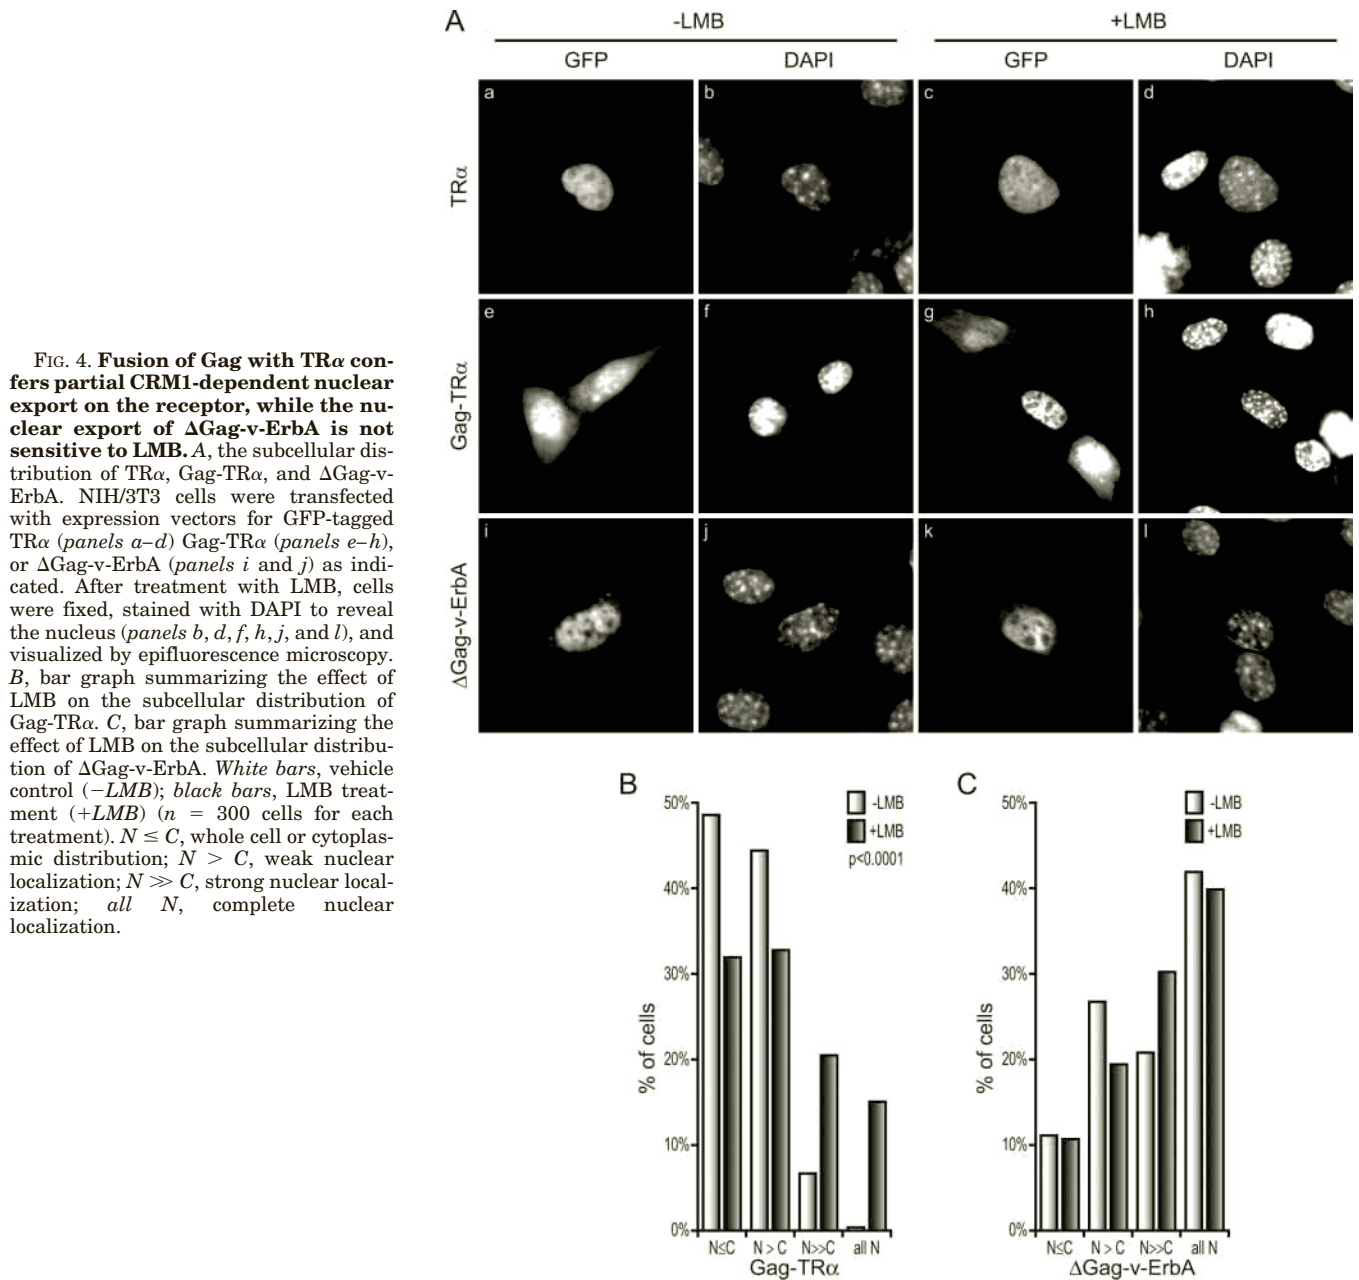 FIG. 4. Fusion of Gag with TRα con-
fers partial CRM1-dependent nuclear
export on the receptor, while the nu-
clear export of ΔGag-v-ErbA is not
sensitive to LMB. A, the subcellular dis-
tribution of TRα, Gag-TRα, and ΔGag-v-
ErbA. NIH/3T3 cells were transfected
with expression vectors for GFP-tagged
TRα (panels a–d) Gag-TRα (panels e–h),
or ΔGag-v-ErbA (panels i and j) as indi-
cated. After treatment with LMB, cells
were fixed, stained with DAPI to reveal
the nucleus (panels b, d, f, h, j, and l), and
visualized by epifluorescence microscopy.
B, bar graph summarizing the effect of
LMB on the subcellular distribution of
Gag-TRα. C, bar graph summarizing the
effect of LMB on the subcellular distribu-
tion of ΔGag-v-ErbA. White bars, vehicle
control (−LMB); black bars, LMB treat-
ment (+LMB) (n = 300 cells for each
treatment). N ≤ C, whole cell or cytoplas-
mic distribution; N > C, weak nuclear
localization; N ≫ C, strong nuclear local-
ization; all N, complete nuclear
localization.
A
-LMB +LMB
GFP DAPI GFP DAPI
TRα
a b c d
Gag-TRα
e f g h
ΔGag-v-ErbA
i j k l
B
-LMB
+LMB
p<0.0001
% of cells
50%
40%
30%
20%
10%
0%
N≤C N > C N>>C all N
Gag-TRα
C
-LMB
+LMB
% of cells
50%
40%
30%
20%
10%
0%
N≤C N > C N>>C all N
ΔGag-v-ErbA